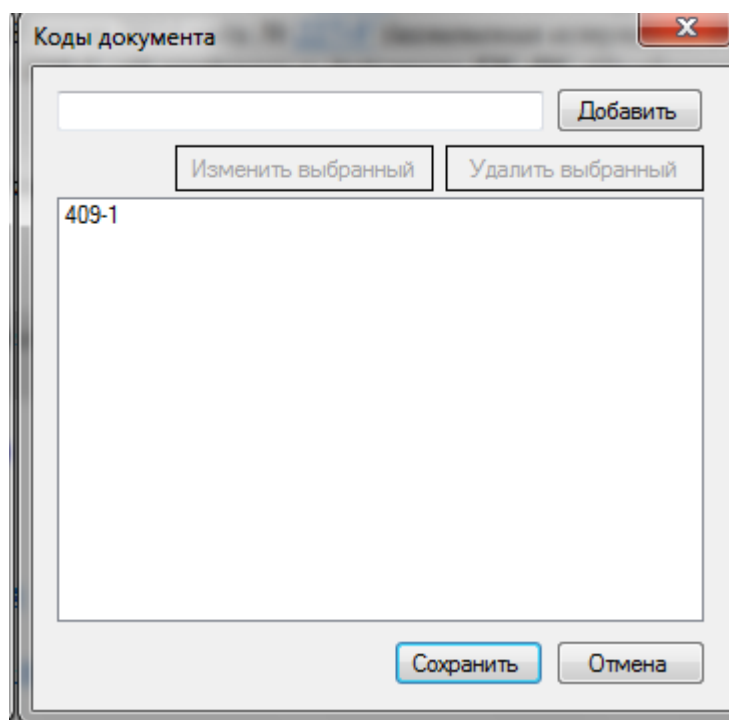 Коды документа
Добавить
Изменить выбранный Удалить выбранный
409-1
Сохранить Отмена